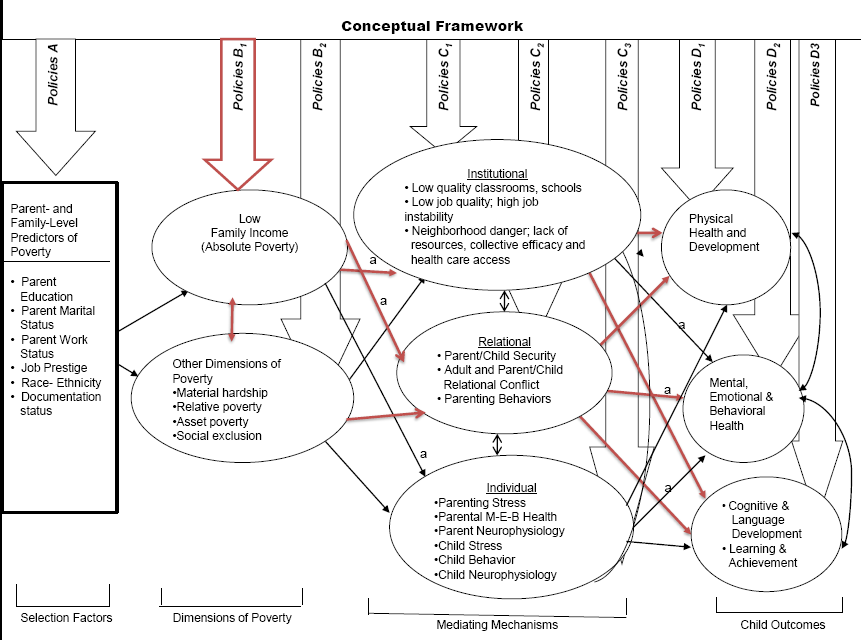 Conceptual Framework
Policies A
Policies B1
Policies B2
Policies C1
Policies C2
Policies C3
Policies D1
Policies D2
Policies D3
Parent- and
Family-Level
Predictors of
Poverty
• Parent
Education
• Parent Marital
Status
• Parent Work
Status
• Job Prestige
• Race- Ethnicity
• Documentation
status
Low
Family Income
(Absolute Poverty)
Other Dimensions of
Poverty
•Material hardship
•Relative poverty
•Asset poverty
•Social exclusion
a
a
a
Institutional
• Low quality classrooms, schools
• Low job quality; high job
instability
• Neighborhood danger; lack of
resources, collective efficacy and
health care access
Relational
• Parent/Child Security
• Adult and Parent/Child
Relational Conflict
• Parenting Behaviors
Individual
•Parenting Stress
•Parental M-E-B Health
•Parent Neurophysiology
•Child Stress
•Child Behavior
•Child Neurophysiology
a
a
a
Physical
Health and
Development
Mental,
Emotional &
Behavioral
Health
• Cognitive &
Language
Development
• Learning &
Achievement
Selection Factors
Dimensions of Poverty
Mediating Mechanisms
Child Outcomes